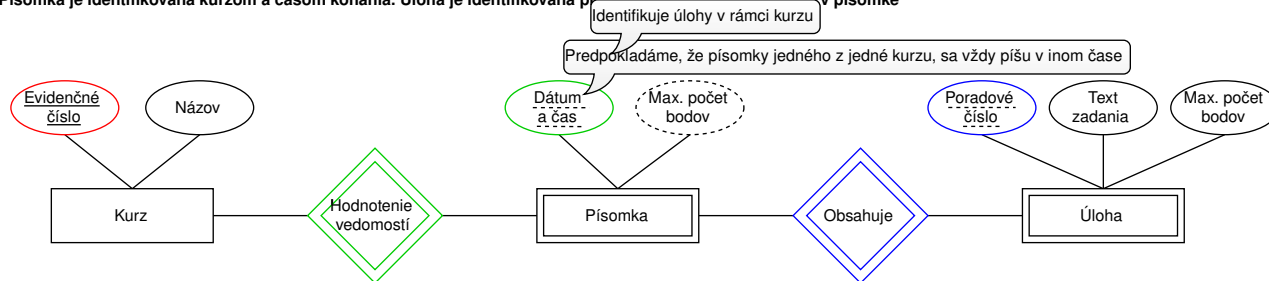 Písomka je identifikovaná kurzom a časom konania. Úloha je identifikovaná v písomke
Identifikuje úlohy v rámci kurzu
Predpokladáme, že písomky jedného z jedné kurzu, sa vždy píšu v inom čase
Evidenčné
číslo
Názov
Dátum
a čas
Max. počet
bodov
Poradové
číslo
Text
zadania
Max. počet
bodov
Kurz
Hodnotenie
vedomostí
Písomka
Obsahuje
Úloha